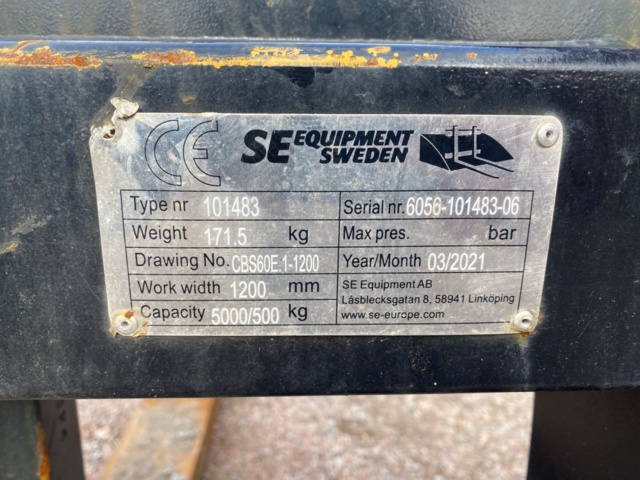 CE SE EQUIPMENT
SWEDEN
Type nr 101483 Serial nr. 6056-101483-06
Weight 171.5 kg Max pres. bar
Drawing No. CBS60E.1-1200 Year/Month 03/2021
Work width 1200 mm SE Equipment AB
Låsblecksgatan 8, 58941 Linköping
Capacity 5000/500 kg www.se-europe.com